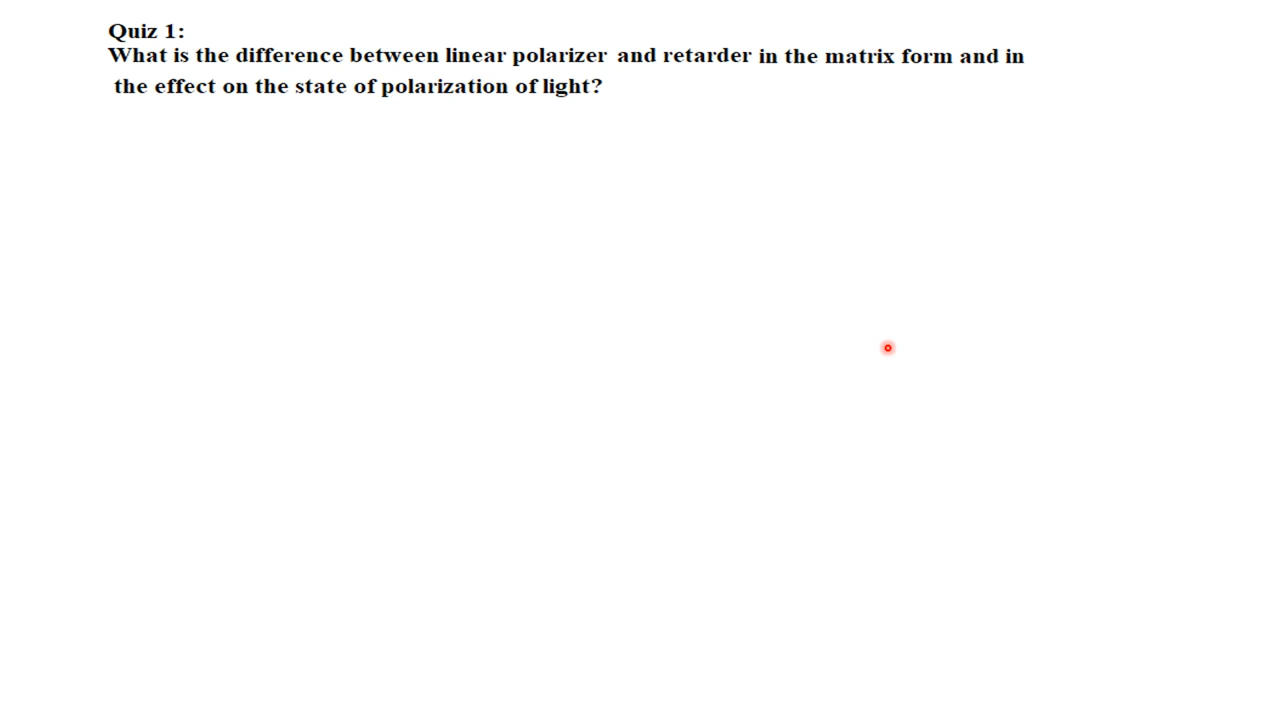 Quiz 1:
What is the difference between linear polarizer and retarder in the matrix form and in
the effect on the state of polarization of light?